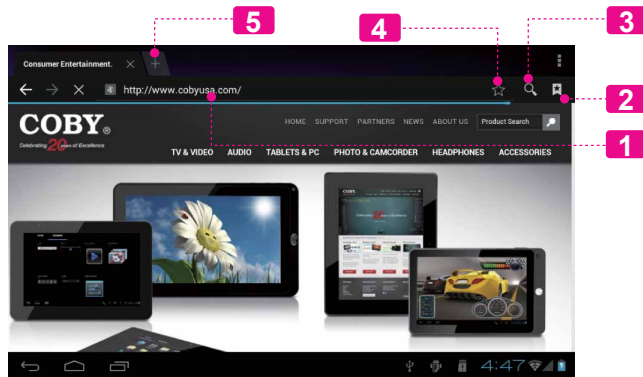 5
4
3
Consumer Entertainment.
http://www.cobyusa.com/
2
COBY®
HOME SUPPORT PARTNERS NEWS ABOUT US Product Search
1
Celebrating 20 years of Excellence
TV & VIDEO AUDIO TABLETS & PC PHOTO & CAMCORDER HEADPHONES ACCESSORIES
4:47